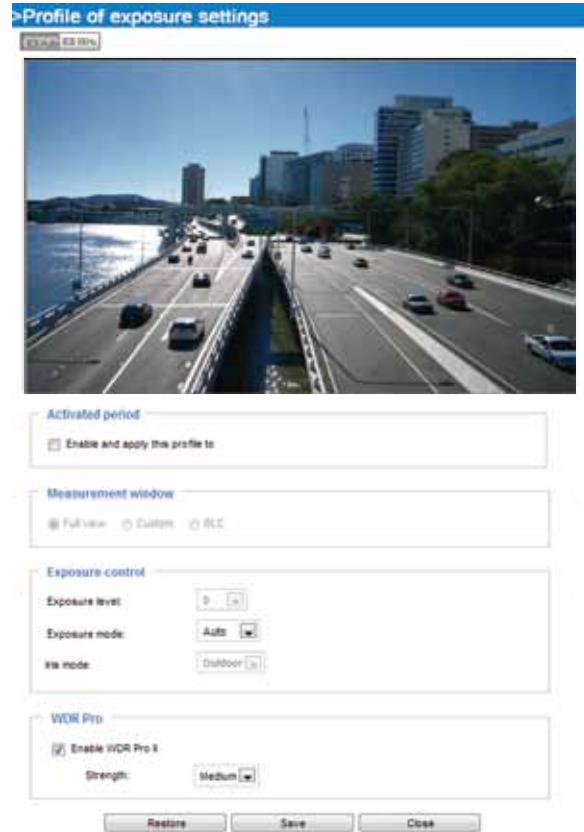 >Profile of exposure settings
Activated period
Enable and apply this profile to
Measurement window
Full view Custom BLC
Exposure control
Exposure level: 0
Exposure mode: Auto
Iris mode: Outdoor
WDR Pro
Enable WDR Pro II
Strength: Medium
Restore Save Close